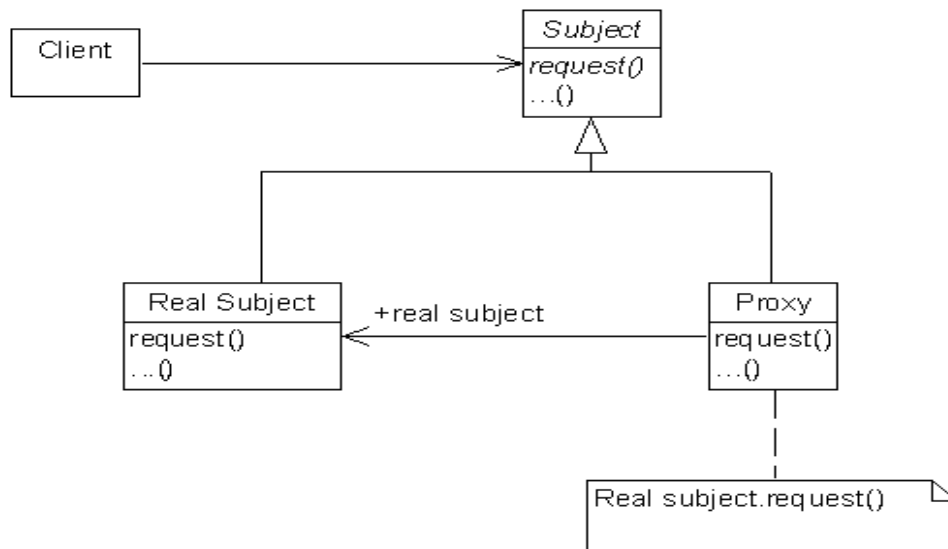 Client
Subject
request()
...()
Real Subject
request()
...()
+real subject
Proxy
request()
...()
Real subject.request()